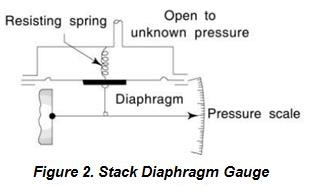 Resisting spring
Open to
unknown pressure
Diaphragm
Pressure scale
Figure 2. Stack Diaphragm Gauge